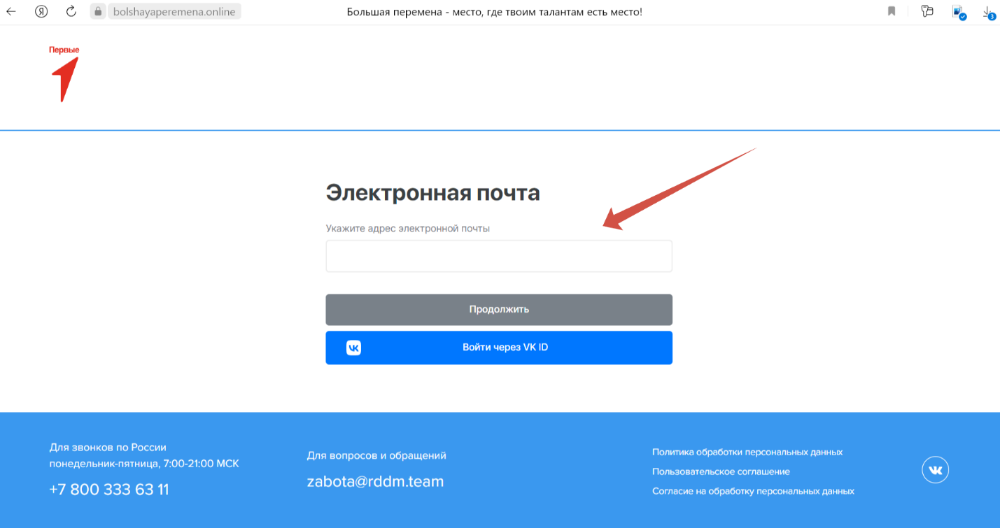 bolshayaperemena.online
Большая перемена - место, где твоим талантам есть место!
3
Первые
Электронная почта
Укажите адрес электронной почты
Продолжить
Войти через VK ID
Для звонков по России
понедельник-пятница, 7:00-21:00 МСК
+7 800 333 63 11
Для вопросов и обращений
zabota@rddm.team
Политика обработки персональных данных
Пользовательское соглашение
Согласие на обработку персональных данных